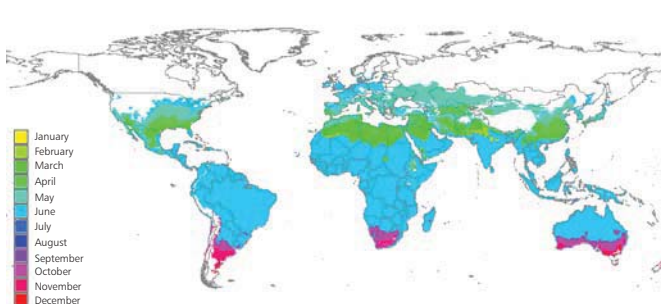 January
February
March
April
May
June
July
August
September
October
November
December